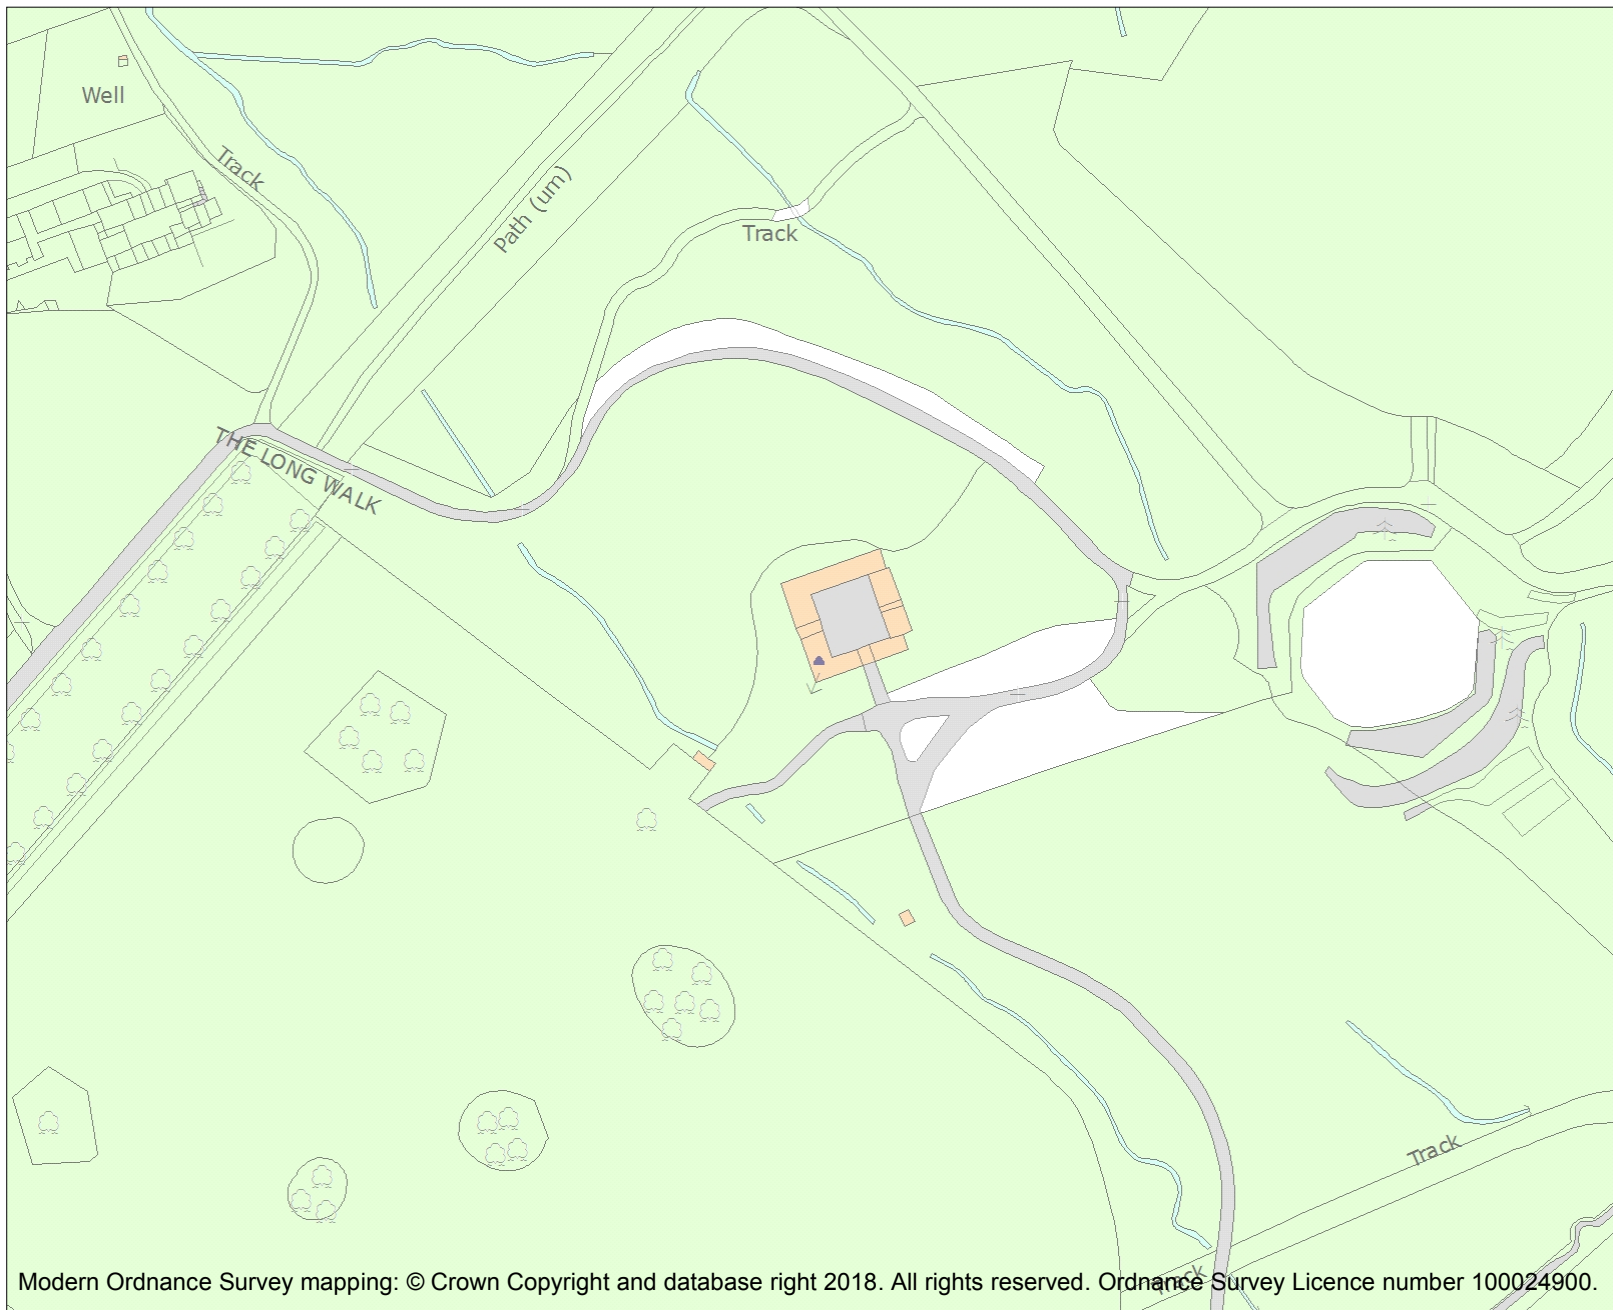 Well
Track
Path (um)
Track
THE LONG WALK
Track
Track
Modern Ordnance Survey mapping: © Crown Copyright and database right 2018. All rights reserved. Ordnance Survey Licence number 100024900.